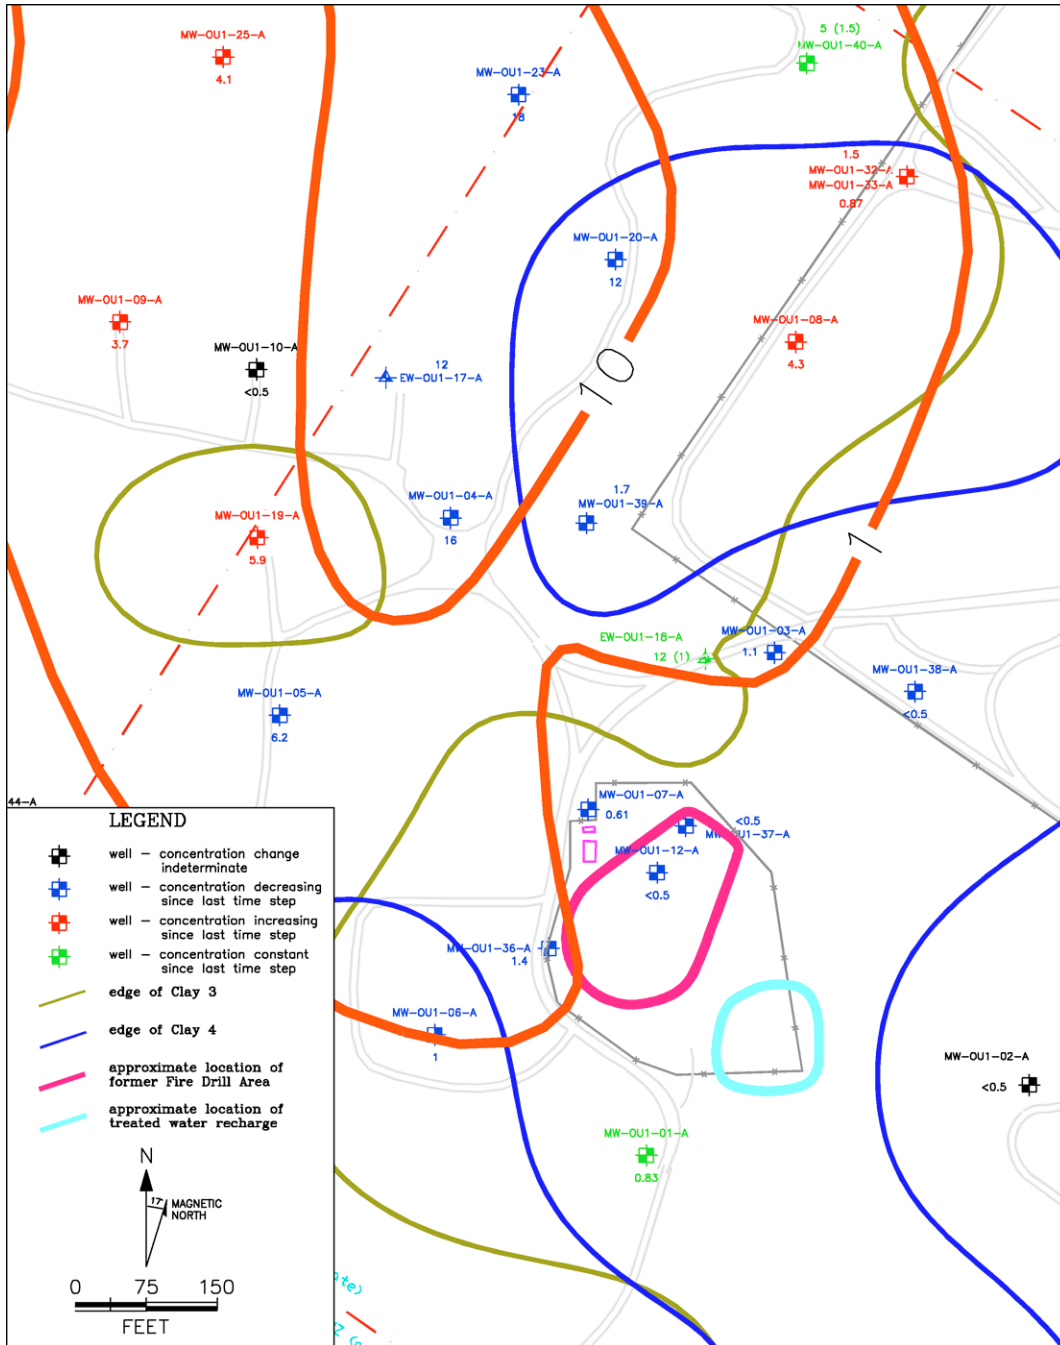 MW-OU1-25-A
4.1
5 (1.5)
MW-OU1-40-A
MW-OU1-23-A
18
1.5
MW-OU1-32-A
MW-OU1-33-A
0.87
MW-OU1-20-A
12
MW-OU1-09-A
3.7
MW-OU1-10-A
<0.5
12
EW-OU1-17-A
10
MW-OU1-08-A
4.3
MW-OU1-04-A
16
1.7
MW-OU1-39-A
MW-OU1-19-A
5.9
1
EW-OU1-18-A
12 (1)
MW-OU1-03-A
1.1
MW-OU1-38-A
<0.5
MW-OU1-05-A
6.2
MW-OU1-07-A
0.61
<0.5
MW-OU1-37-A
MW-OU1-12-A
<0.5
MW-OU1-36-A
1.4
MW-OU1-06-A
1
MW-OU1-02-A
<0.5
MW-OU1-01-A
0.83
44-A
LEGEND
well – concentration change
indeterminate
well – concentration decreasing
since last time step
well – concentration increasing
since last time step
well – concentration constant
since last time step
edge of Clay 3
edge of Clay 4
approximate location of
former Fire Drill Area
approximate location of
treated water recharge
N
17
MAGNETIC
NORTH
0 75 150
FEET